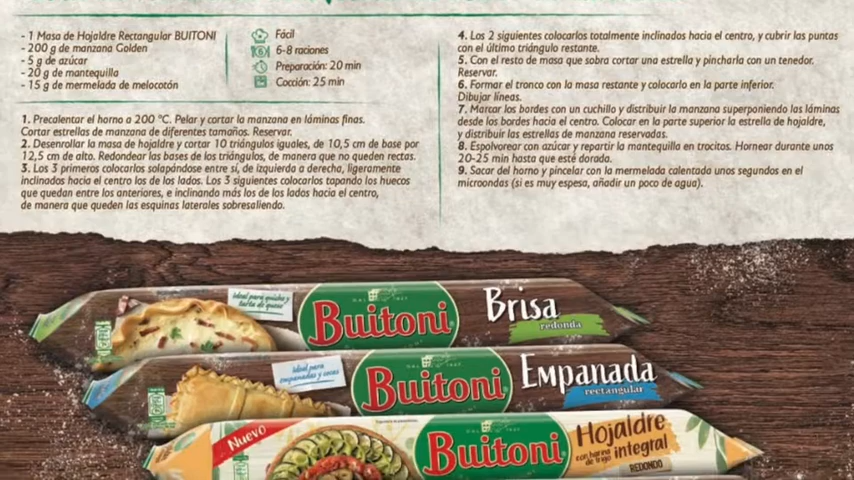 - 1 Masa de Hojaldre Rectangular BUITONI
- 200 g de manzana Golden
- 5 g de azúcar
- 20 g de mantequilla
- 15 g de mermelada de melocotón
Fácil
6-8 raciones
Preparación: 20 min
Cocción: 25 min
1. Precalentar el horno a 200 °C. Pelar y cortar la manzana en láminas finas.
Cortar estrellas de manzana de diferentes tamaños. Reservar.
2. Desenrollar la masa de hojaldre y cortar 10 triángulos iguales, de 10,5 cm de base por
12,5 cm de alto. Redondear las bases de los triángulos, de manera que no queden rectas.
3. Los 3 primeros colocarlos solapándose entre sí, de izquierda a derecha, ligeramente
inclinados hacia el centro los de los lados. Los 3 siguientes colocarlos tapando los huecos
que quedan entre los anteriores, e inclinando más los de los lados hacia el centro,
de manera que queden las esquinas laterales sobresaliendo.
4. Los 2 siguientes colocarlos totalmente inclinados hacia el centro, y cubrir las puntas
con el último triángulo restante.
5. Con el resto de masa que sobra cortar una estrella y pincharla con un tenedor.
Reservar.
6. Formar el tronco con la masa restante y colocarlo en la parte inferior.
Dibujar líneas.
7. Marcar los bordes con un cuchillo y distribuir la manzana superponiendo las láminas
desde los bordes hacia el centro. Colocar en la parte superior la estrella de hojaldre,
y distribuir las estrellas de manzana reservadas.
8. Espolvorear con azúcar y repartir la mantequilla en trocitos. Hornear durante unos
20-25 min hasta que esté dorada.
9. Sacar del horno y pincelar con la mermelada calentada unos segundos en el
microondas (si es muy espesa, añadir un poco de agua).
Ideal para quiches y
tarta de queso
Buitoni
Brisa
redonda
Ideal para
empanadas y cocas
Buitoni
Empanada
rectangular
Nuevo
Buitoni
Hojaldre
con harina
de trigo integral
REDONDO